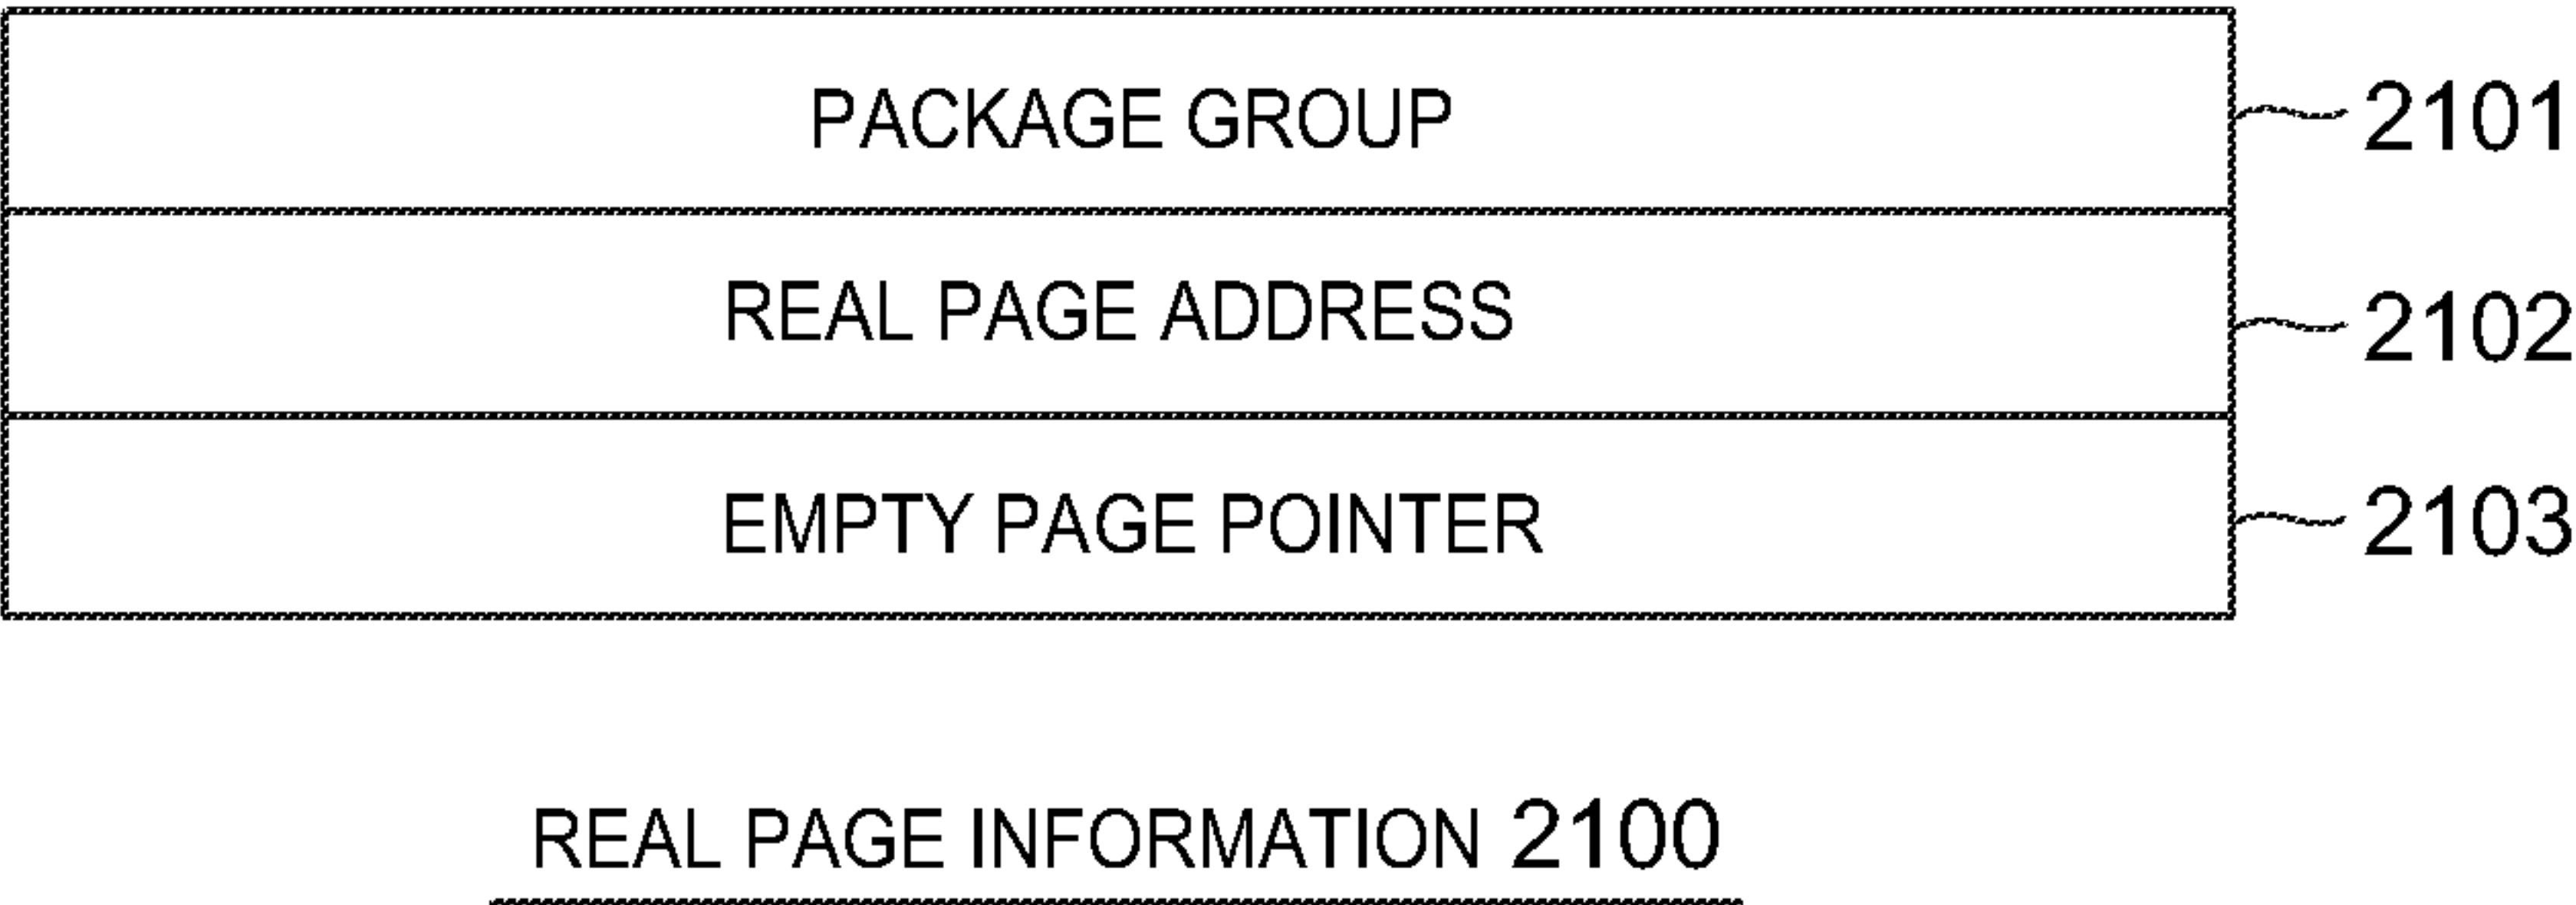 PACKAGE GROUP 2101
REAL PAGE ADDRESS 2102
EMPTY PAGE POINTER 2103
REAL PAGE INFORMATION 2100